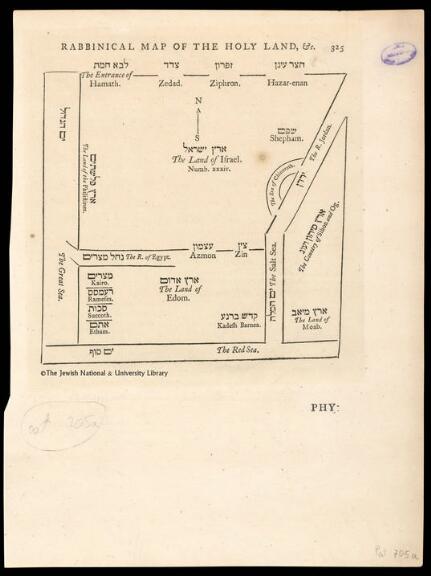 RABBINICAL MAP OF THE HOLY LAND, &c. 325
לבא חמת צדד זפרון חצר עינן
The Entrance of
Hamath. Zedad. Ziphron. Hazar-enan
N
S
ארץ ישראל
The Land of Israel.
Numb. xxxiv.
שפם
Shepham.
The R. Jordan.
ירדן
The Sea of Chinnereth.
ים הגדול
The Great Sea.
ארץ פלשתים
The Land of the Philistines.
ארץ סיחון ועוג
The Country of Sihon and Og.
נחל מצרים The R. of Egypt.
עצמון צין
Azmon Zin
מצרים
Kairo.
רעמסס
Rameses.
סכות
Succoth.
אתם
Etham.
ארץ אדום
The Land of
Edom.
קדש ברנע
Kadesh Barnea.
ים המלח The Salt Sea.
ארץ מואב
The Land of
Moab.
ים סוף The Red Sea.
©The Jewish National & University Library
PHY:
705a
Pal 705a